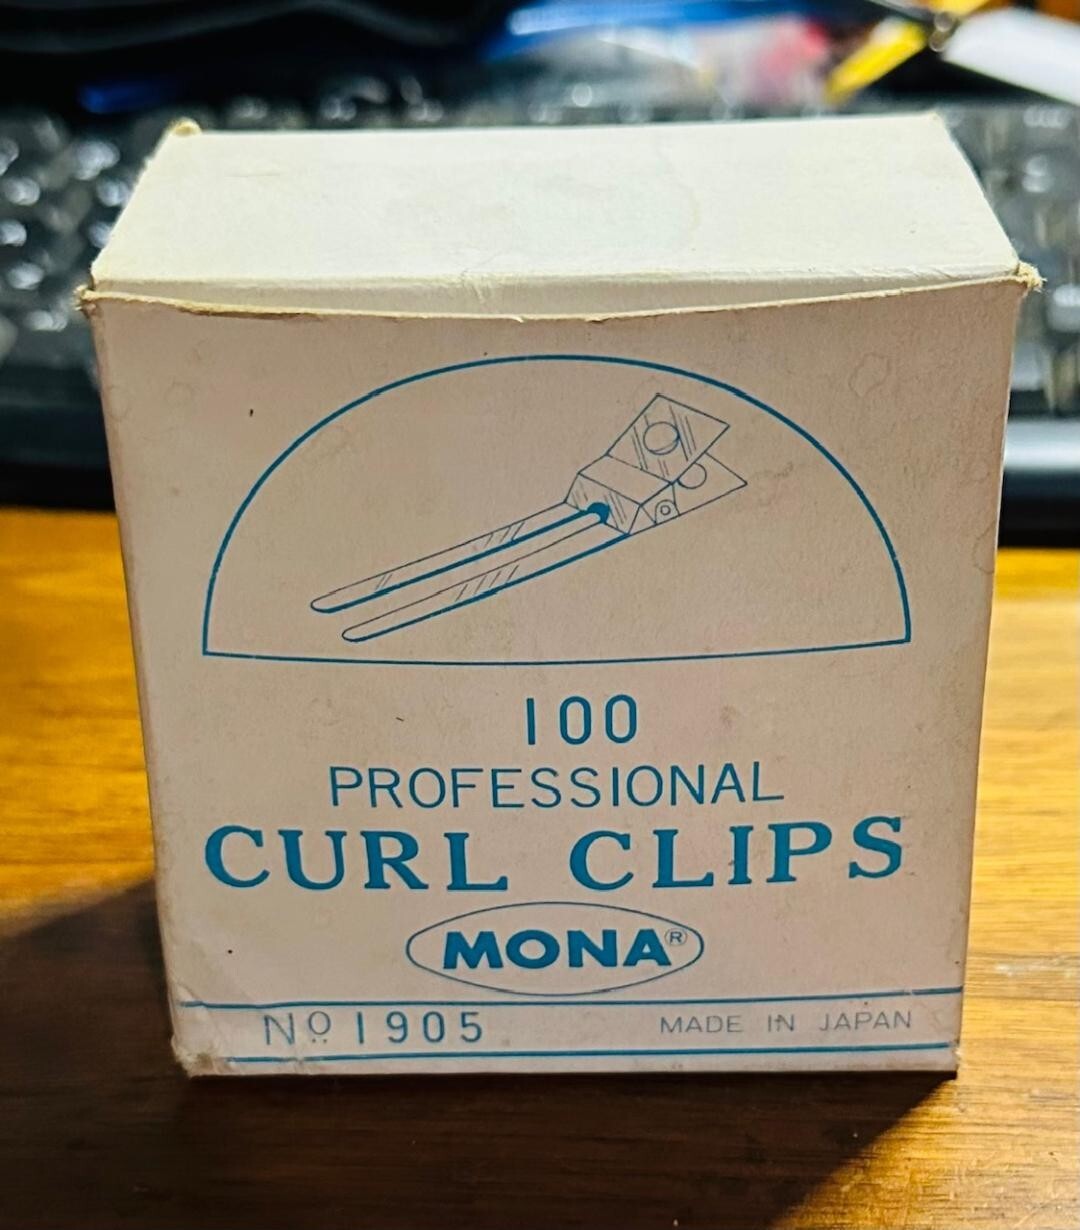 100
PROFESSIONAL
CURL CLIPS
MONA®
Nº 1905
MADE IN JAPAN